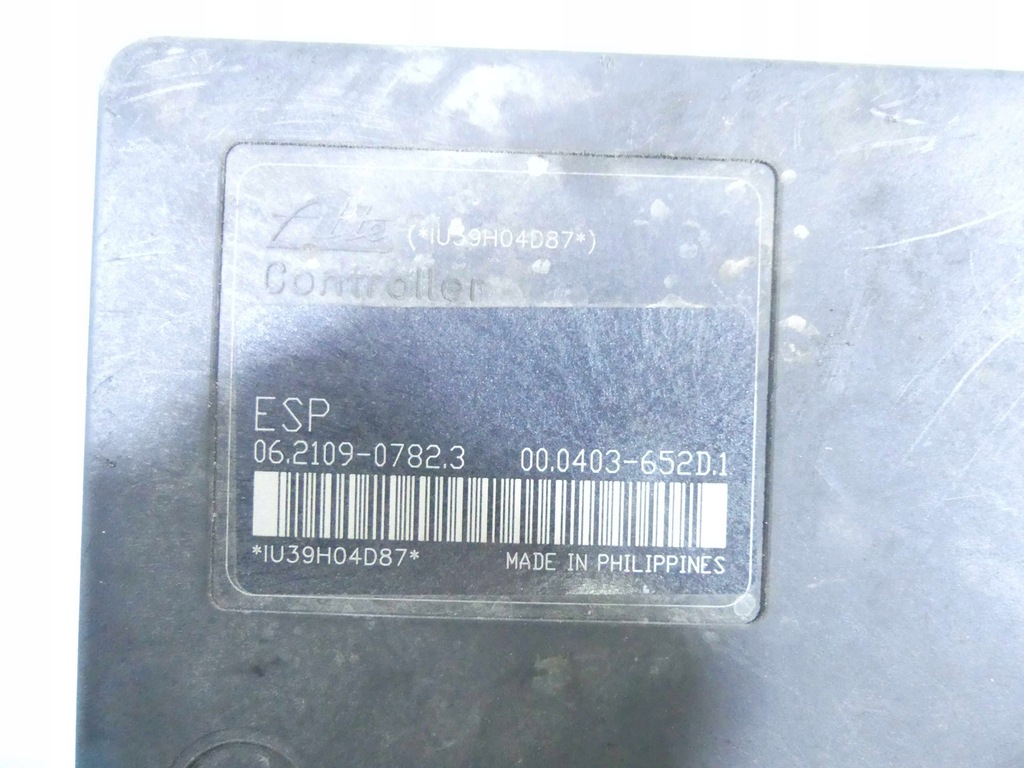 Ate
(*IU39H04D87*)
Controller
ESP
06.2109-0782.3 00.0403-652D.1
*IU39H04D87* MADE IN PHILIPPINES